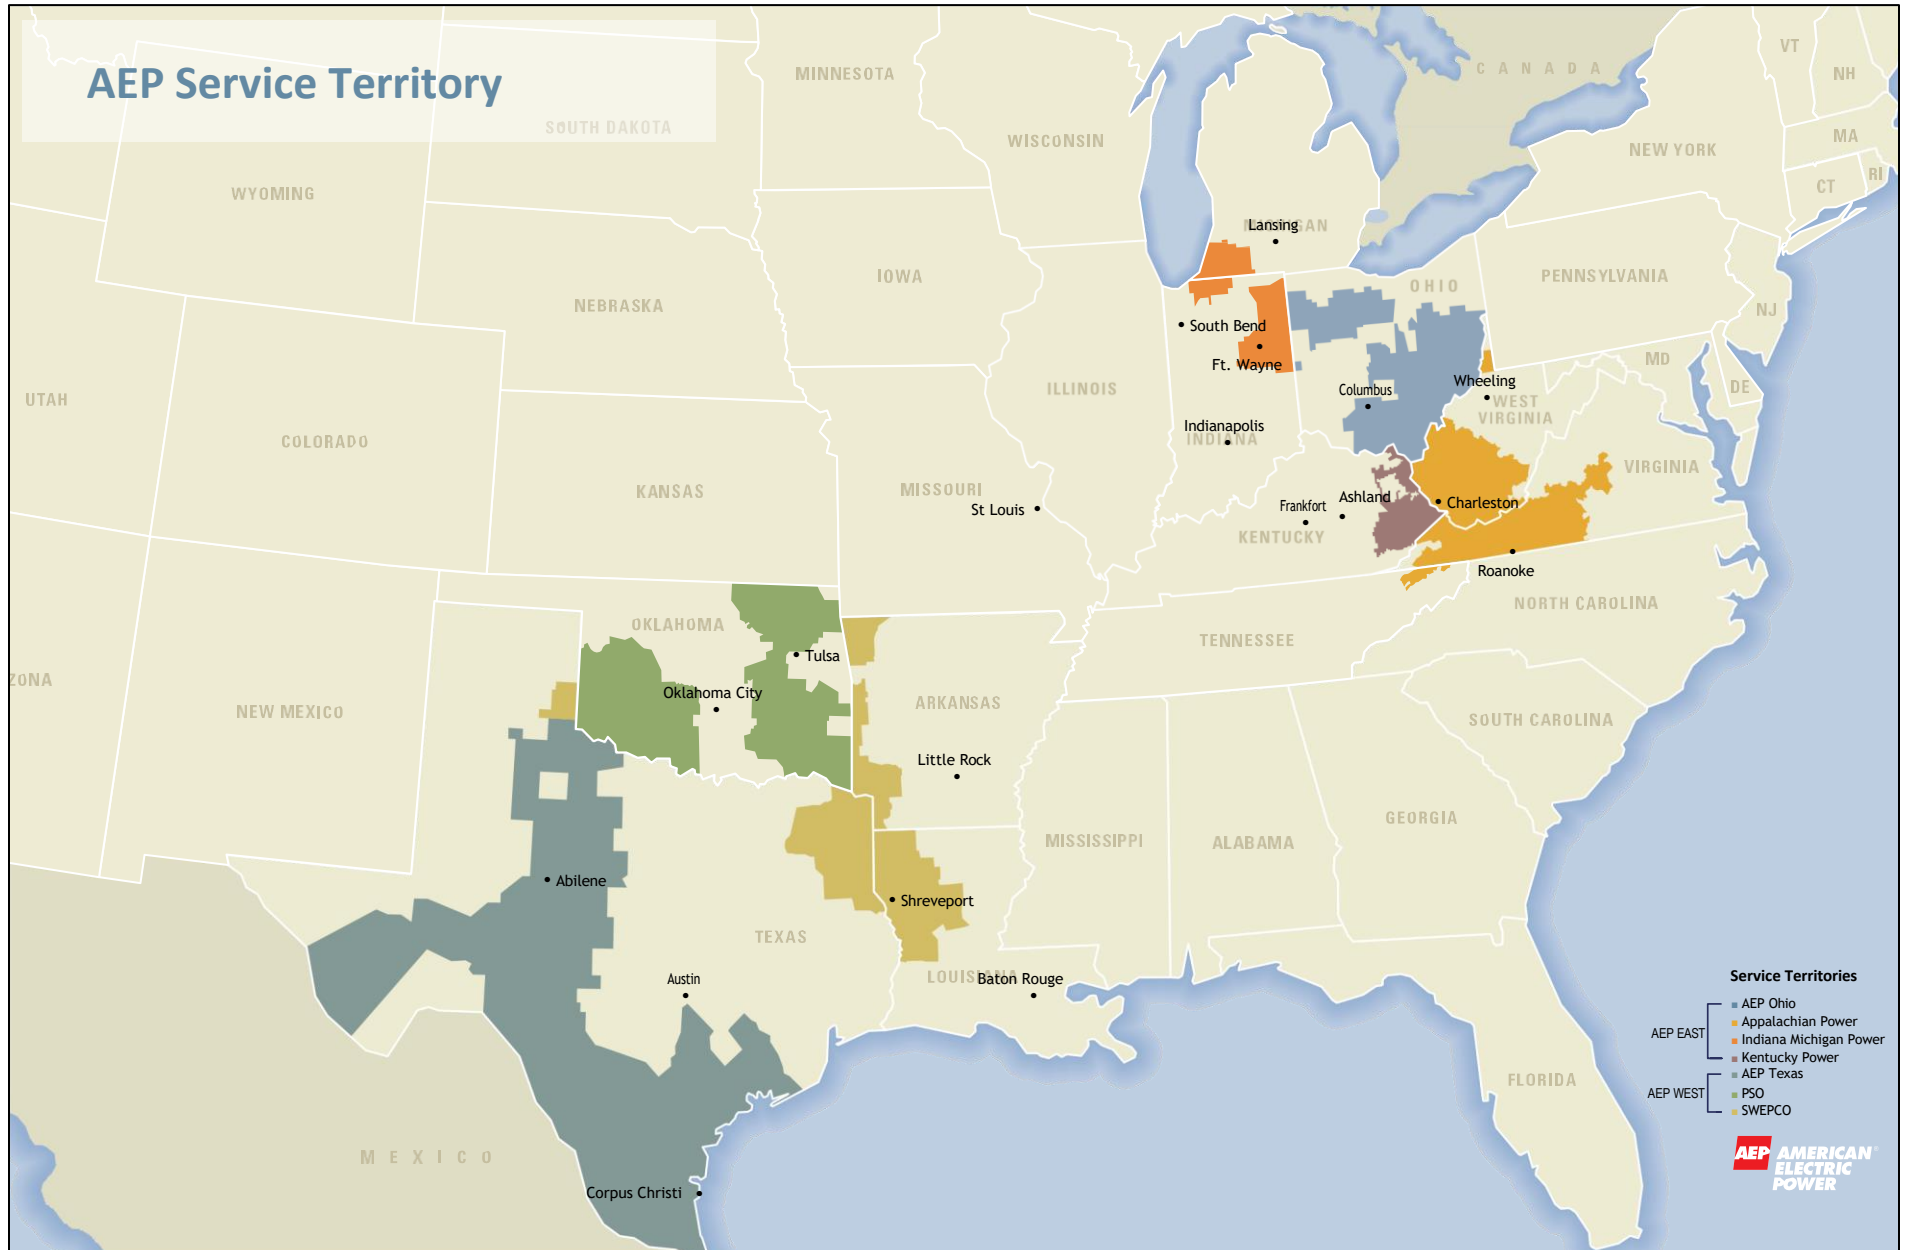 AEP Service Territory
MINNESOTA
CANADA
VT
NH
SOUTH DAKOTA
WISCONSIN
NEW YORK
MA
WYOMING
CT
RI
MICHIGAN
Lansing
IOWA
OHIO
PENNSYLVANIA
NEBRASKA
NJ
South Bend
Ft. Wayne
MD
DE
UTAH
ILLINOIS
Columbus
Wheeling
WEST
VIRGINIA
COLORADO
Indianapolis
INDIANA
VIRGINIA
KANSAS
MISSOURI
St Louis
Frankfort
Ashland
Charleston
KENTUCKY
Roanoke
NORTH CAROLINA
OKLAHOMA
TENNESSEE
Tulsa
ZONA
Oklahoma City
NEW MEXICO
ARKANSAS
SOUTH CAROLINA
Little Rock
GEORGIA
MISSISSIPPI
ALABAMA
Abilene
Shreveport
TEXAS
Austin
LOUISIANA
Baton Rouge
FLORIDA
MEXICO
Corpus Christi
Service Territories
AEP EAST
AEP Ohio
Appalachian Power
Indiana Michigan Power
Kentucky Power
AEP WEST
AEP Texas
PSO
SWEPCO
AEP AMERICAN®
ELECTRIC
POWER